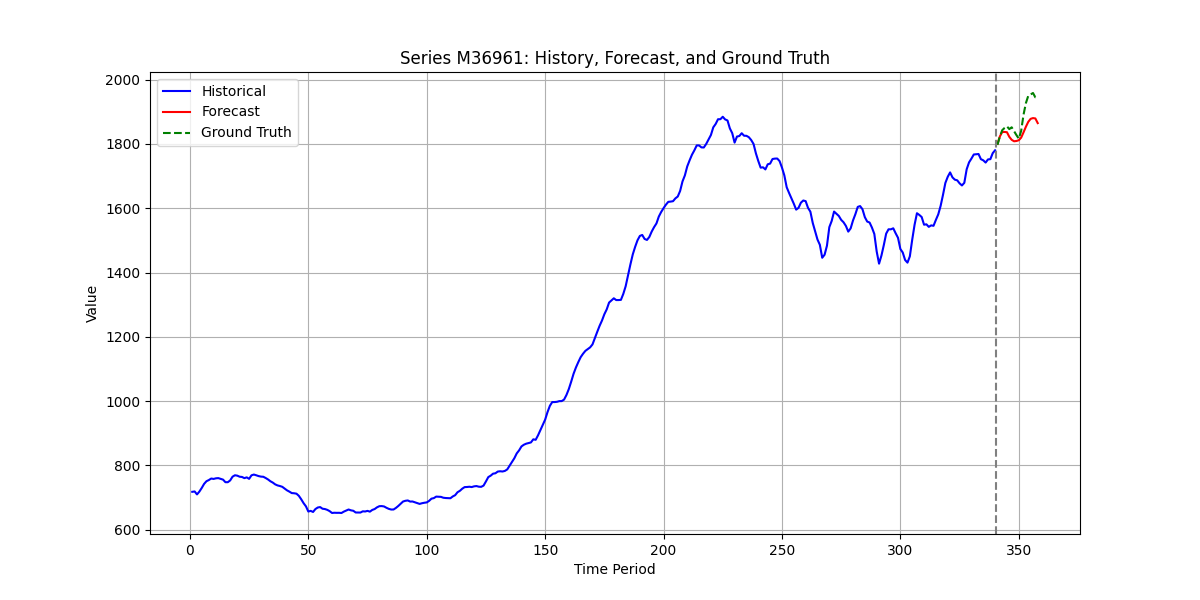 Series M36961: History, Forecast, and Ground Truth
Historical
Forecast
Ground Truth
Value
2000
1800
1600
1400
1200
1000
800
600
0 50 100 150 200 250 300 350
Time Period